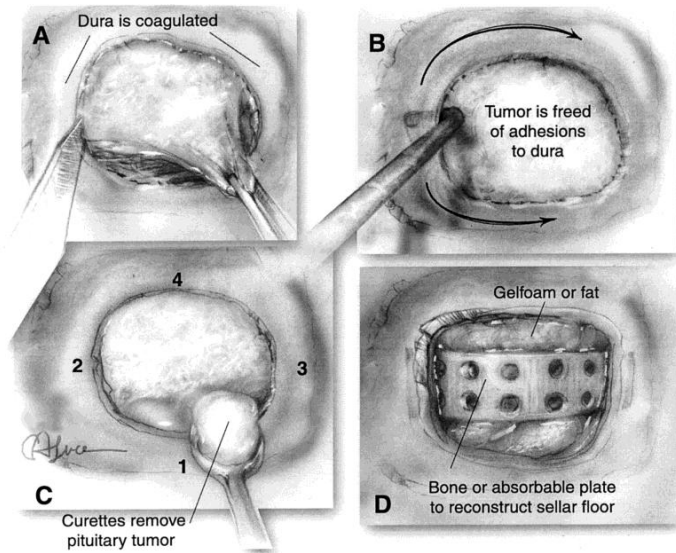 A
Dura is coagulated
B
Tumor is freed
of adhesions
to dura
4
2
3
1
C
Curettes remove
pituitary tumor
Gelfoam or fat
D
Bone or absorbable plate
to reconstruct sellar floor